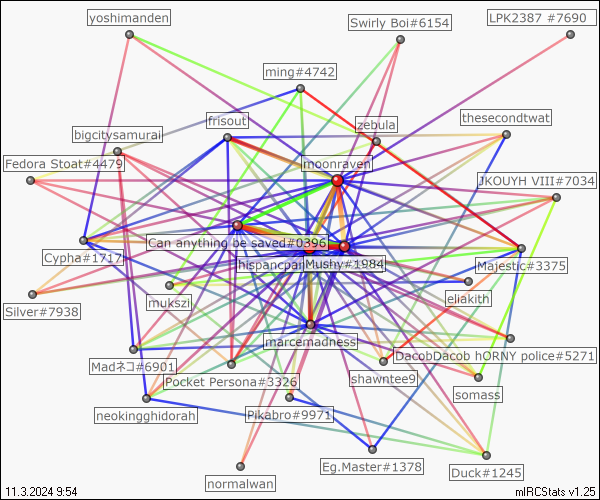 yoshimanden
Swirly Boi#6154
LPK2387 #7690
ming#4742
frisout
zebula
thesecondtwat
bigcitysamurai
Fedora Stoat#4479
moonraven
JKOUYH VIII#7034
Can anything be saved#0396
Cypha#1717
hispancpai
Mushy#1984
Majestic#3375
mukszi
eliakith
Silver#7938
marcemadness
Madネコ#6901
DacobDacob hORNY police#5271
Pocket Persona#3326
shawntee9
somass
neokingghidorah
Pikabro#9971
Eg.Master#1378
Duck#1245
normalwan
11.3.2024 9:54
mIRCStats v1.25